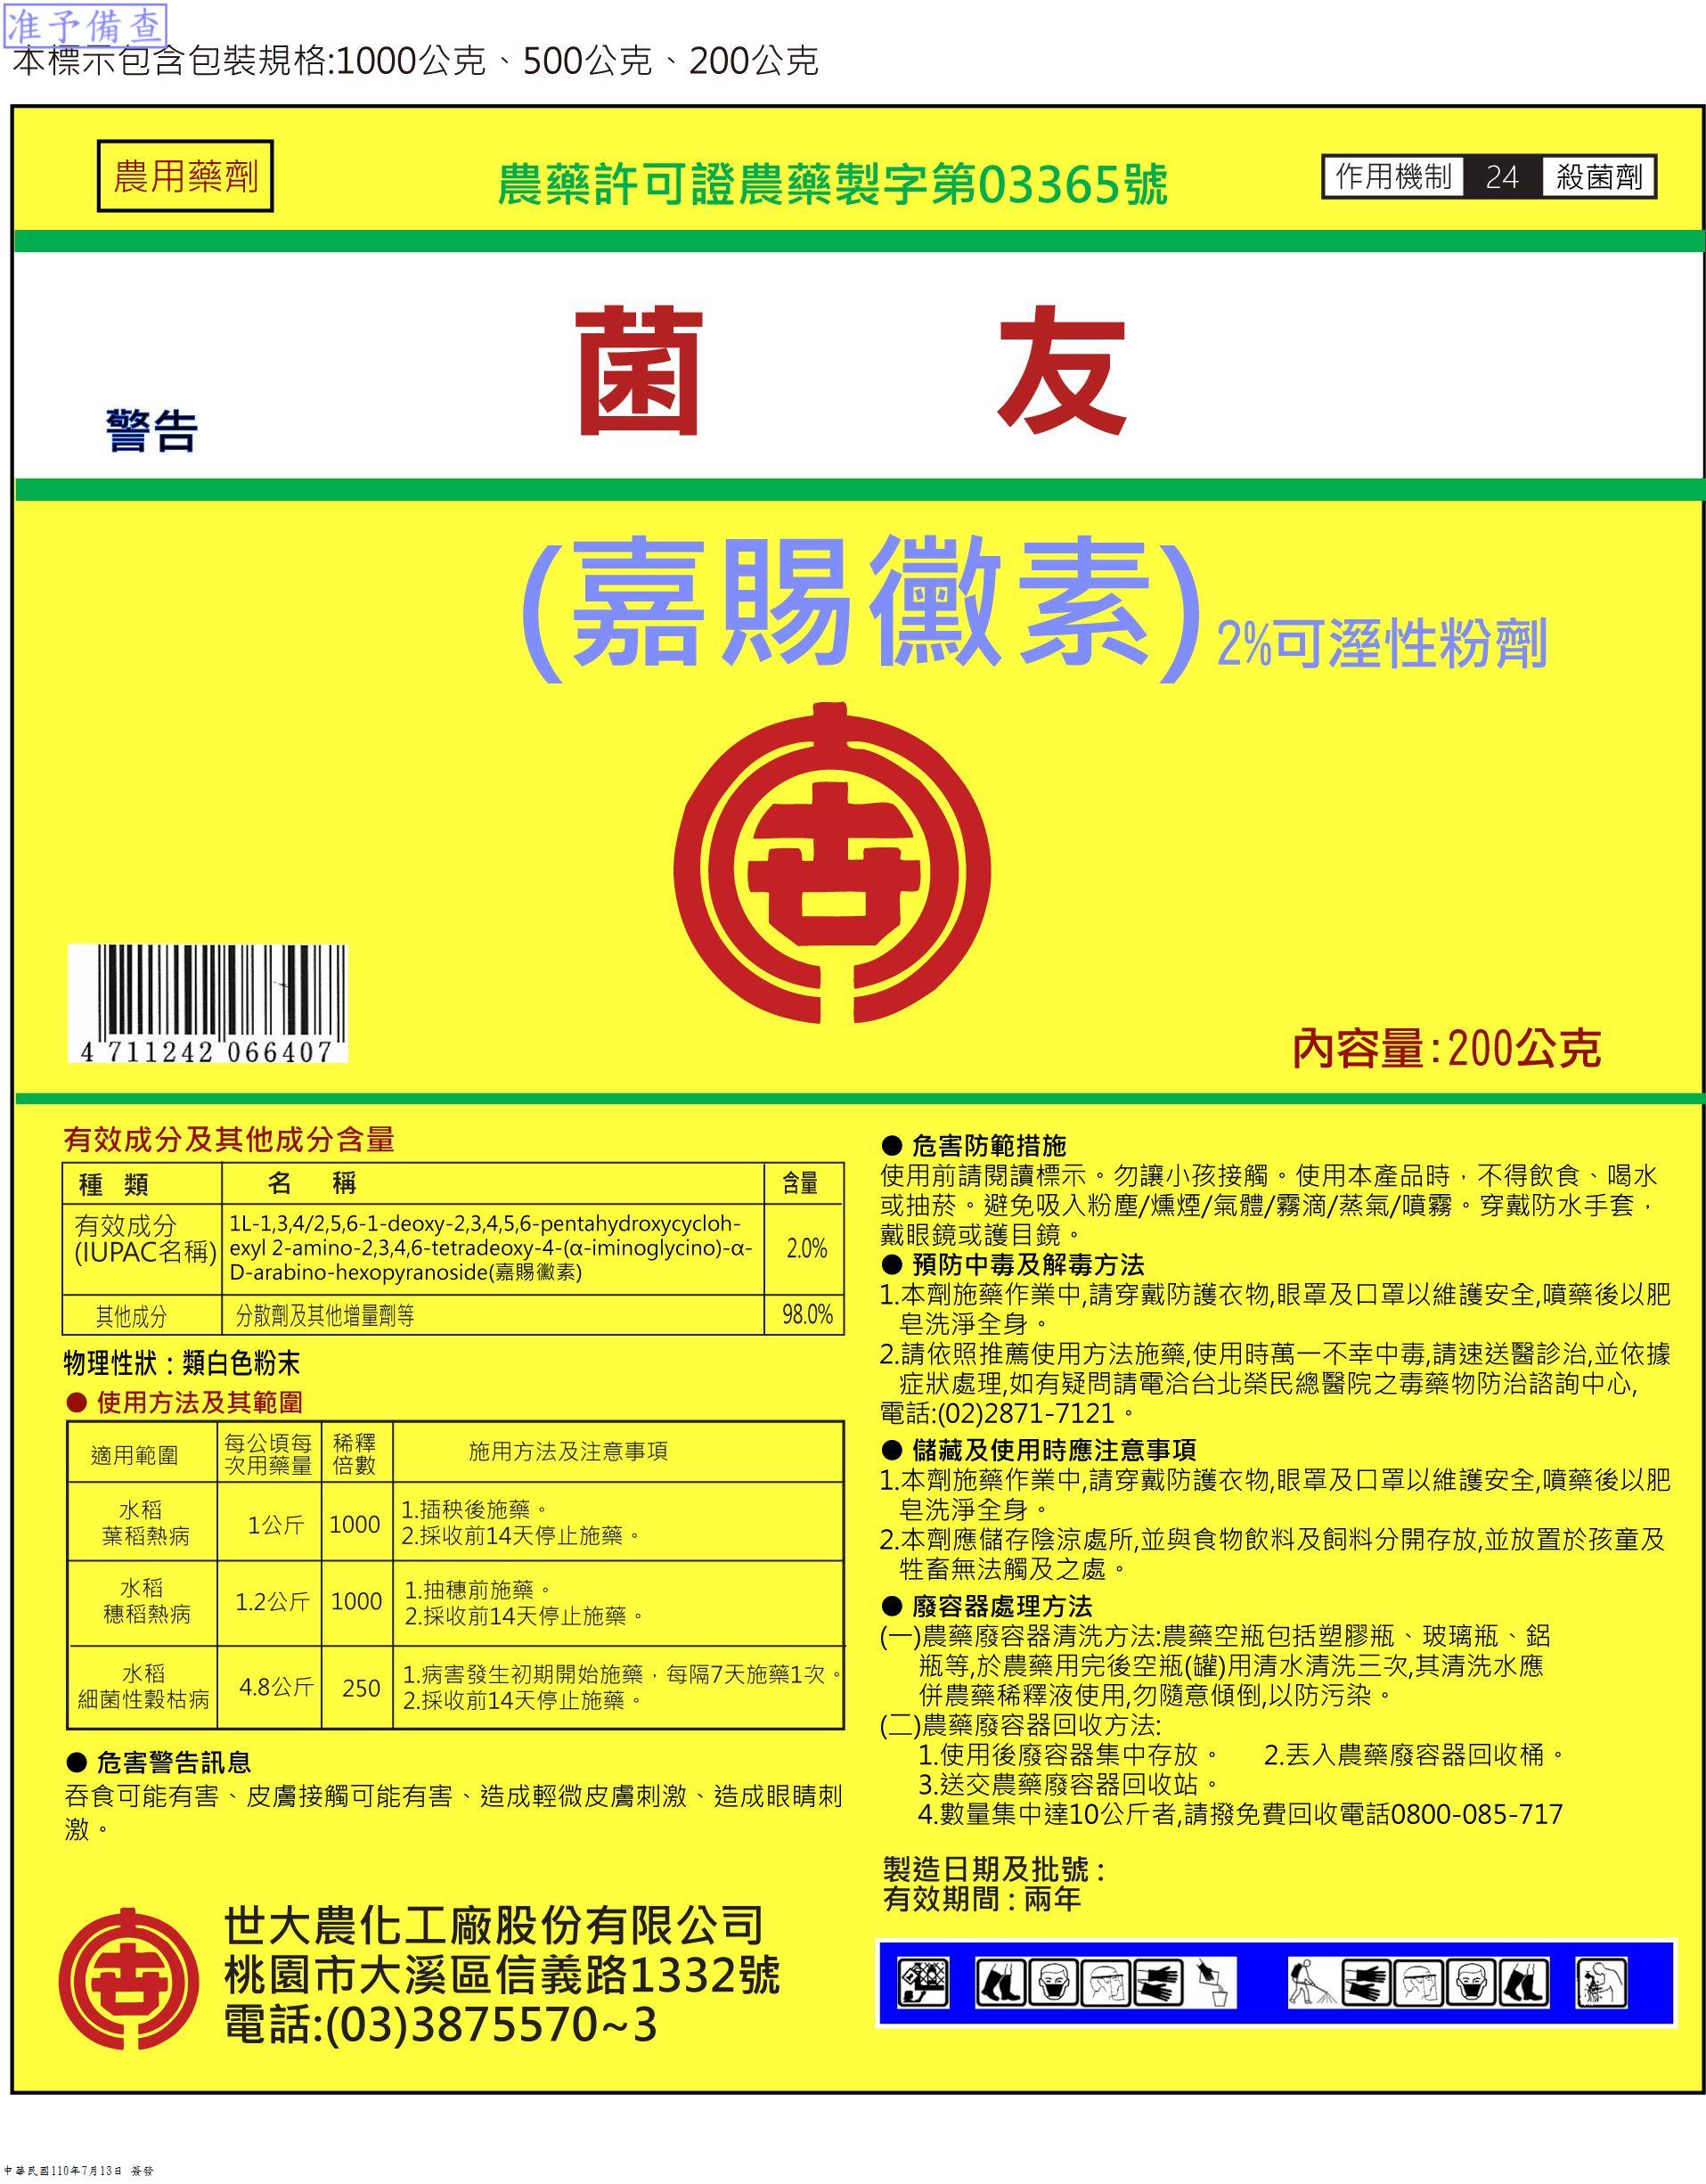 准予備查
本標示包含包裝規格:1000公克、500公克、200公克
農用藥劑
農藥許可證農藥製字第03365號
作用機制 24 殺菌劑
菌 友
警告
(嘉賜黴素)2%可溼性粉劑
4 711242 066407
內容量:200公克
有效成分及其他成分含量
種 類 名 稱 含量
有效成分
(IUPAC名稱)
1L-1,3,4/2,5,6-1-deoxy-2,3,4,5,6-pentahydroxycycloh-
exyl 2-amino-2,3,4,6-tetradeoxy-4-(α-iminoglycino)-α-
D-arabino-hexopyranoside(嘉賜黴素)
2.0%
其他成分 分散劑及其他增量劑等 98.0%
物理性狀:類白色粉末
● 使用方法及其範圍
適用範圍
每公頃每
次用藥量
稀釋
倍數
施用方法及注意事項
水稻
葉稻熱病
1公斤
1000
1.插秧後施藥。
2.採收前14天停止施藥。
水稻
穗稻熱病
1.2公斤
1000
1.抽穗前施藥。
2.採收前14天停止施藥。
水稻
細菌性穀枯病
4.8公斤
250
1.病害發生初期開始施藥,每隔7天施藥1次。
2.採收前14天停止施藥。
● 危害警告訊息
吞食可能有害、皮膚接觸可能有害、造成輕微皮膚刺激、造成眼睛刺
激。
世大農化工廠股份有限公司
桃園市大溪區信義路1332號
電話:(03)3875570~3
● 危害防範措施
使用前請閱讀標示。勿讓小孩接觸。使用本產品時,不得飲食、喝水
或抽菸。避免吸入粉塵/燻煙/氣體/霧滴/蒸氣/噴霧。穿戴防水手套,
戴眼鏡或護目鏡。
● 預防中毒及解毒方法
1.本劑施藥作業中,請穿戴防護衣物,眼罩及口罩以維護安全,噴藥後以肥
皂洗淨全身。
2.請依照推薦使用方法施藥,使用時萬一不幸中毒,請速送醫診治,並依據
症狀處理,如有疑問請電洽台北榮民總醫院之毒藥物防治諮詢中心,
電話:(02)2871-7121。
● 儲藏及使用時應注意事項
1.本劑施藥作業中,請穿戴防護衣物,眼罩及口罩以維護安全,噴藥後以肥
皂洗淨全身。
2.本劑應儲存陰涼處所,並與食物飲料及飼料分開存放,並放置於孩童及
牲畜無法觸及之處。
● 廢容器處理方法
(一)農藥廢容器清洗方法:農藥空瓶包括塑膠瓶、玻璃瓶、鋁
瓶等,於農藥用完後空瓶(罐)用清水清洗三次,其清洗水應
併農藥稀釋液使用,勿隨意傾倒,以防污染。
(二)農藥廢容器回收方法:
1.使用後廢容器集中存放。 2.丟入農藥廢容器回收桶。
3.送交農藥廢容器回收站。
4.數量集中達10公斤者,請撥免費回收電話0800-085-717
製造日期及批號:
有效期間:兩年
中華民國110年7月13日 簽發